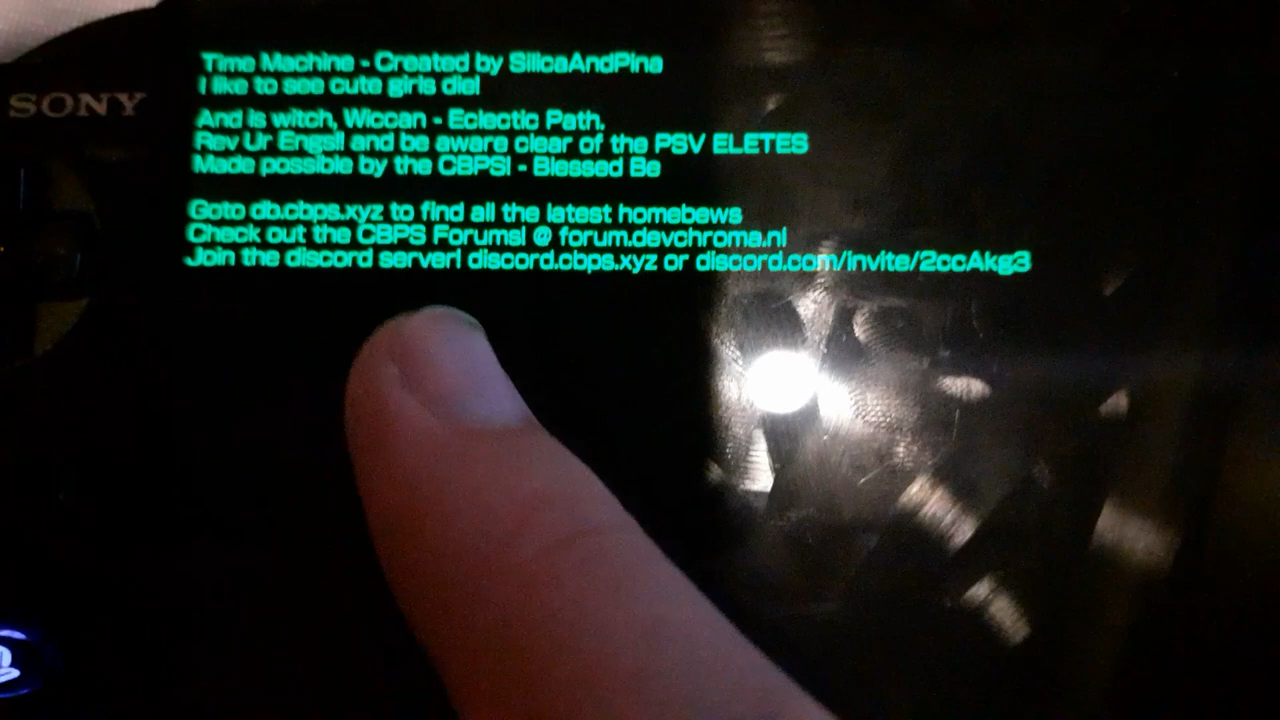 SONY
Time Machine - Created by SilicaAndPina
I like to see cute girls die!
And is witch, Wiccan - Eclectic Path.
Rev Ur Engsi! and be aware clear of the PSV ELETES
Made possible by the CBPS! - Blessed Be
Goto db.cbps.xyz to find all the latest homebews
Check out the CBPS Forums! @ forum.devchroma.nl
Join the discord server! discord.cbps.xyz or discord.com/invite/2ccAkg3